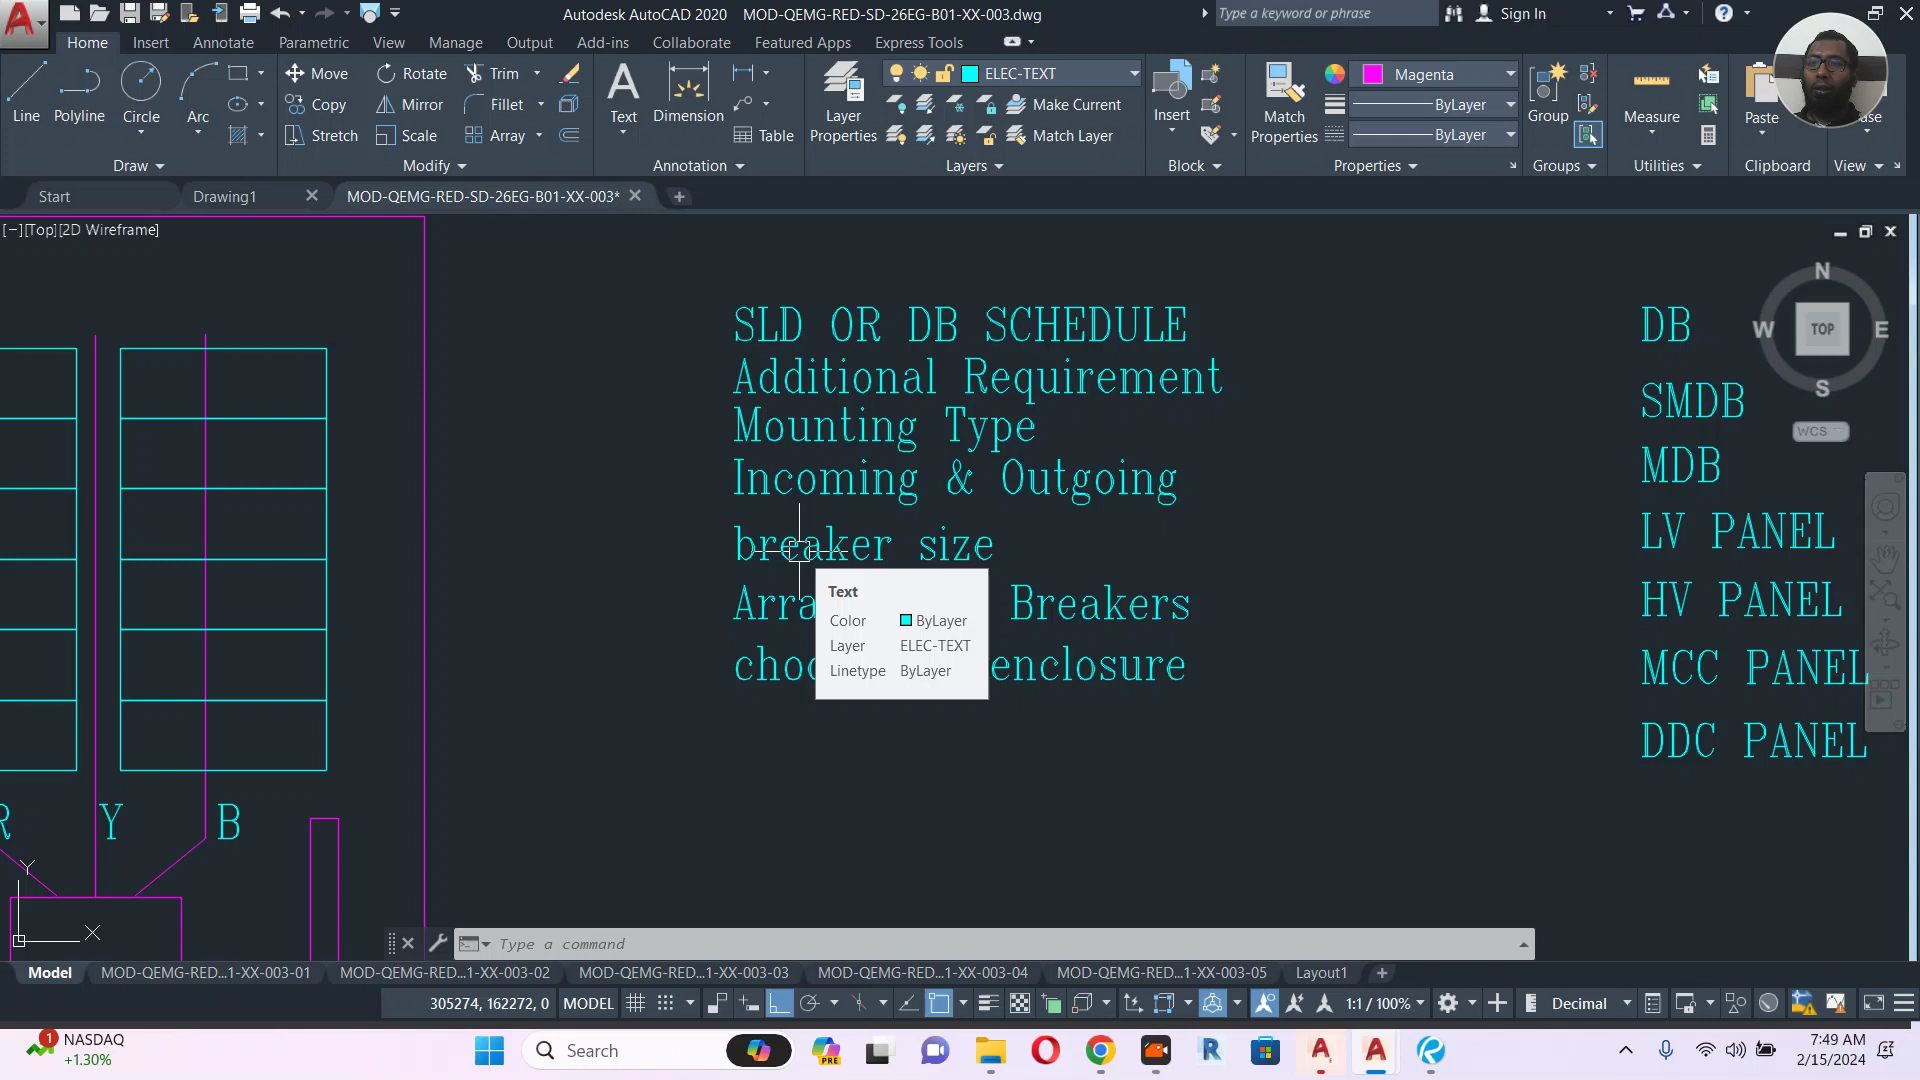 Autodesk AutoCAD 2020 MOD-QEMG-RED-SD-26EG-B01-XX-003.dwg
Type a keyword or phrase
Sign In
Home Insert Annotate Parametric View Manage Output Add-ins Collaborate Featured Apps Express Tools
Line Polyline Circle Arc
Move Rotate Trim
Copy Mirror Fillet
Stretch Scale Array
Text Dimension Table
Layer Properties
ELEC-TEXT
Make Current
Match Layer
Insert
Match Properties
Magenta
ByLayer
ByLayer
Group
Measure
Paste
Draw Modify Annotation Layers Block Properties Groups Utilities Clipboard View
Start Drawing1 MOD-QEMG-RED-SD-26EG-B01-XX-003*
[−][Top][2D Wireframe]
SLD OR DB SCHEDULE
Additional Requirement
Mounting Type
Incoming & Outgoing
breaker size
Breakers
enclosure
Text
Color ByLayer
Layer ELEC-TEXT
Linetype ByLayer
DB
SMDB
MDB
LV PANEL
HV PANEL
MCC PANEL
DDC PANEL
N
W TOP E
S
WCS
R Y B
Y
X
Type a command
Model MOD-QEMG-RED...1-XX-003-01 MOD-QEMG-RED...1-XX-003-02 MOD-QEMG-RED...1-XX-003-03 MOD-QEMG-RED...1-XX-003-04 MOD-QEMG-RED...1-XX-003-05 Layout1
305274, 162272, 0 MODEL 1:1 / 100% Decimal
1 NASDAQ
+1.30%
Search
PRE
7:49 AM
2/15/2024